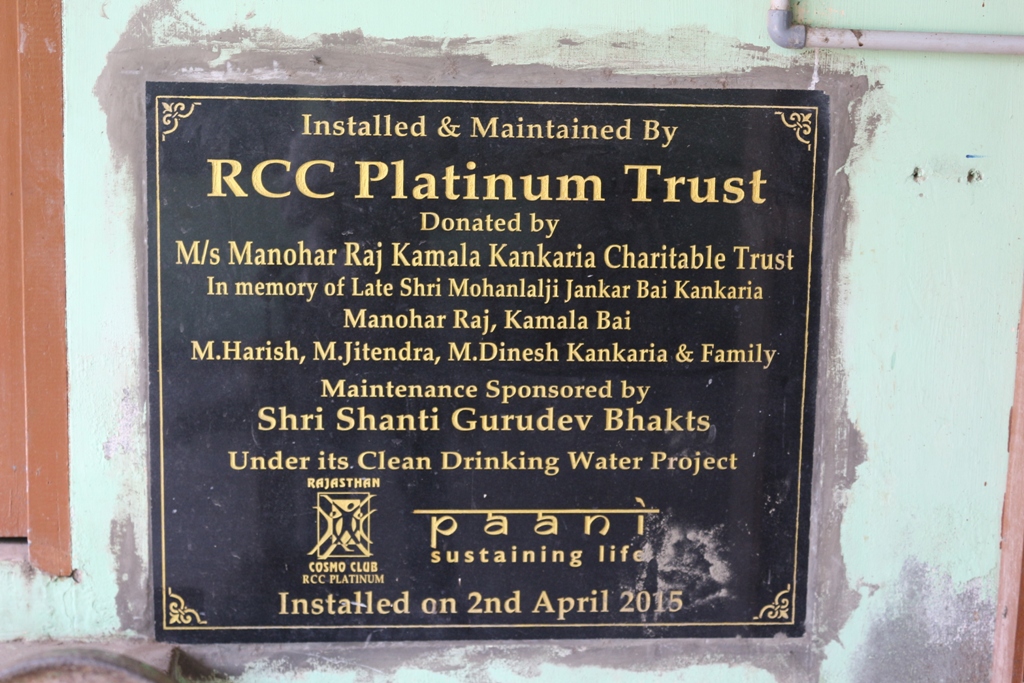 Installed & Maintained By
RCC Platinum Trust
Donated by
M/s Manohar Raj Kamala Kankaria Charitable Trust
In memory of Late Shri Mohanlalji Jankar Bai Kankaria
Manohar Raj, Kamala Bai
M.Harish, M.Jitendra, M.Dinesh Kankaria & Family
Maintenance Sponsored by
Shri Shanti Gurudev Bhakts
Under its Clean Drinking Water Project
RAJASTHAN
COSMO CLUB
RCC PLATINUM
paani
sustaining life
Installed on 2nd April 2015